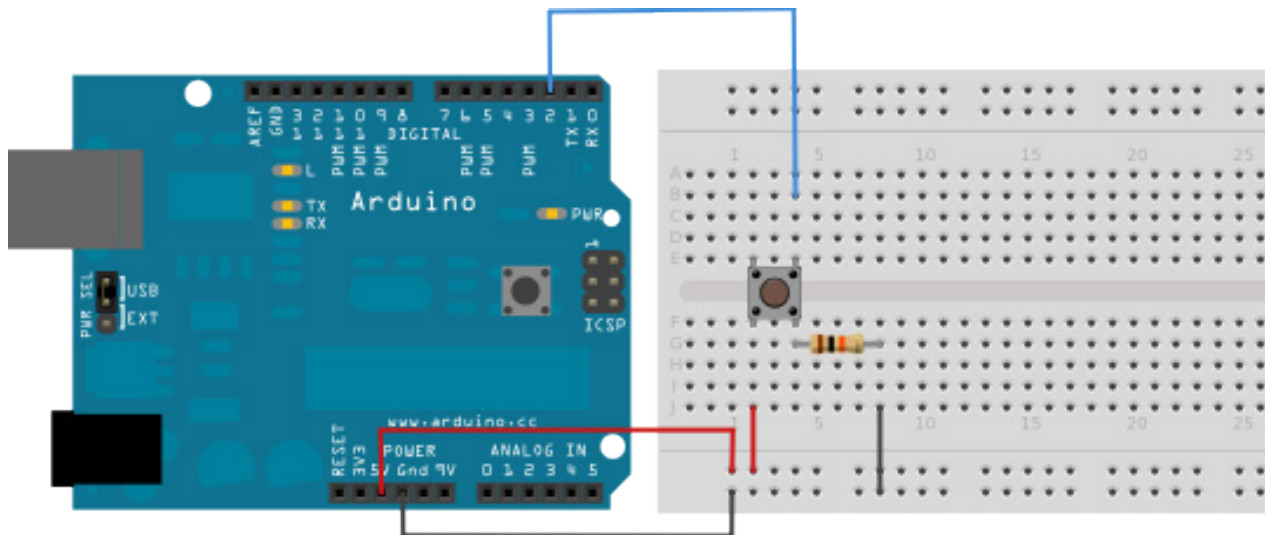 AREF
GND
13
12
11
10
9
8
7
6
5
4
3
2
TX 1
RX 0
PWM
PWM
PWM
DIGITAL
PWM
PWM
PWM
L
TX
RX
Arduino
PWR
1
ICSP
PWR SEL
USB
EXT
www.arduino.cc
RESET
3V3
POWER
5V Gnd 9V
ANALOG IN
0 1 2 3 4 5
1 5 10 15 20 25
A
B
C
D
E
F
G
H
I
J
1 5 10 15 20 25